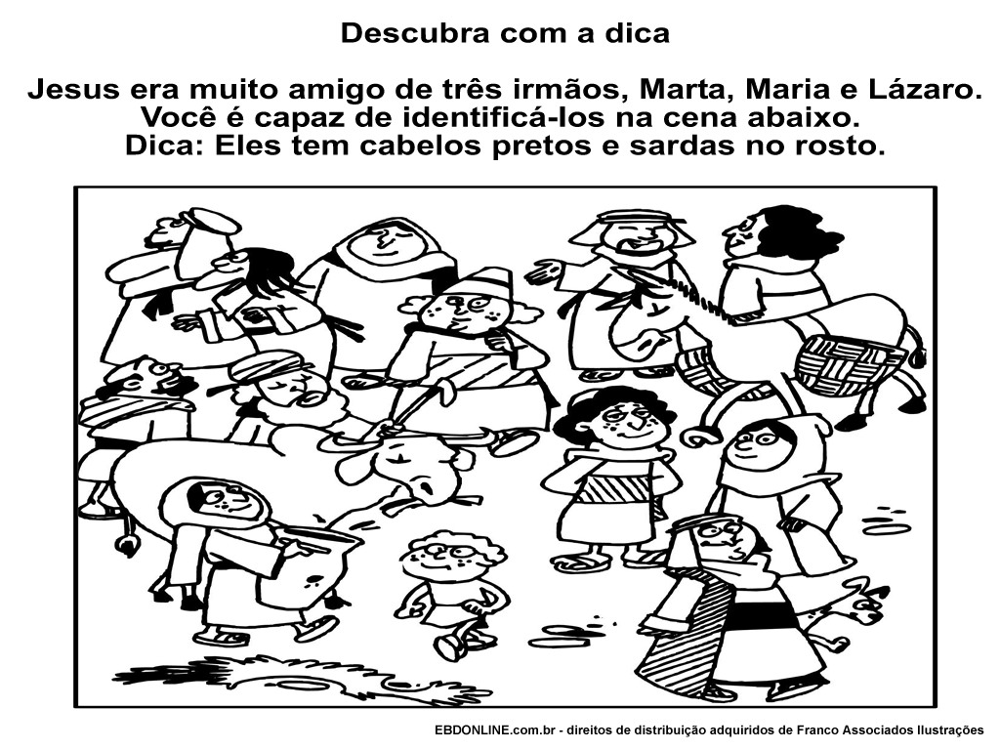 Descubra com a dica
Jesus era muito amigo de três irmãos, Marta, Maria e Lázaro.
Você é capaz de identificá-los na cena abaixo.
Dica: Eles tem cabelos pretos e sardas no rosto.
EBDONLINE.com.br - direitos de distribuição adquiridos de Franco Associados Ilustrações